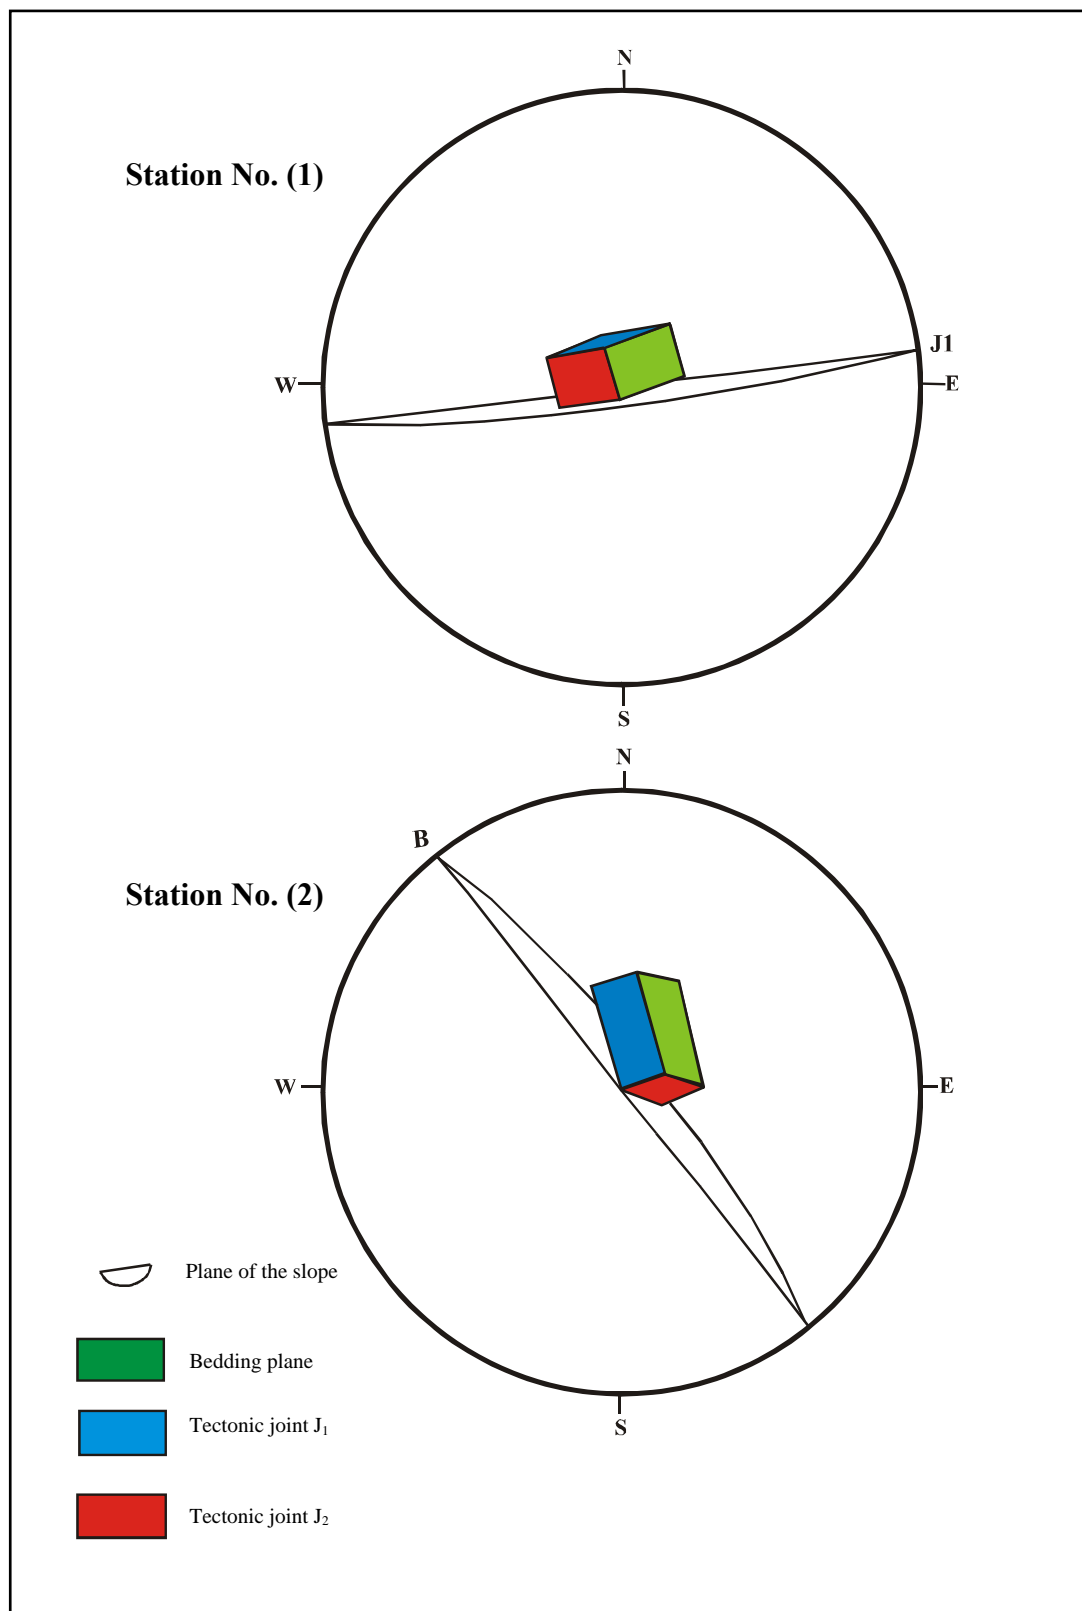 N
Station No. (1)
J1
W
E
S
N
B
Station No. (2)
W
E
Plane of the slope
Bedding plane
S
Tectonic joint J₁
Tectonic joint J₂